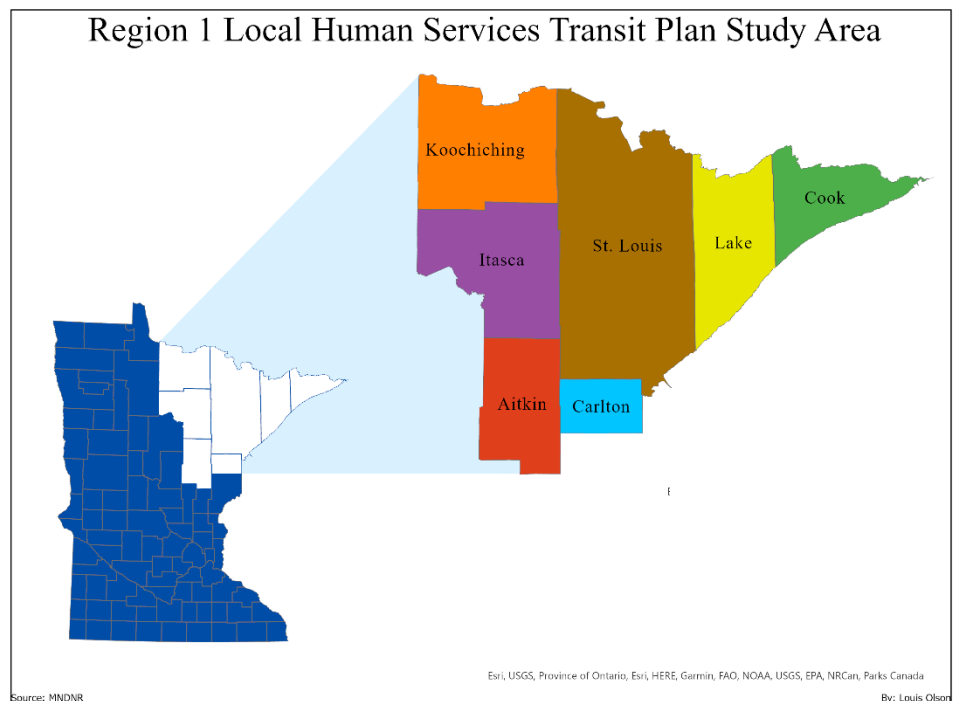 Region 1 Local Human Services Transit Plan Study Area
Koochiching
Cook
Lake
St. Louis
Itasca
Aitkin
Carlton
E
Esri, USGS, Province of Ontario, Esri, HERE, Garmin, FAO, NOAA, USGS, EPA, NRCan, Parks Canada
Source: MNDNR
By: Louis Olson